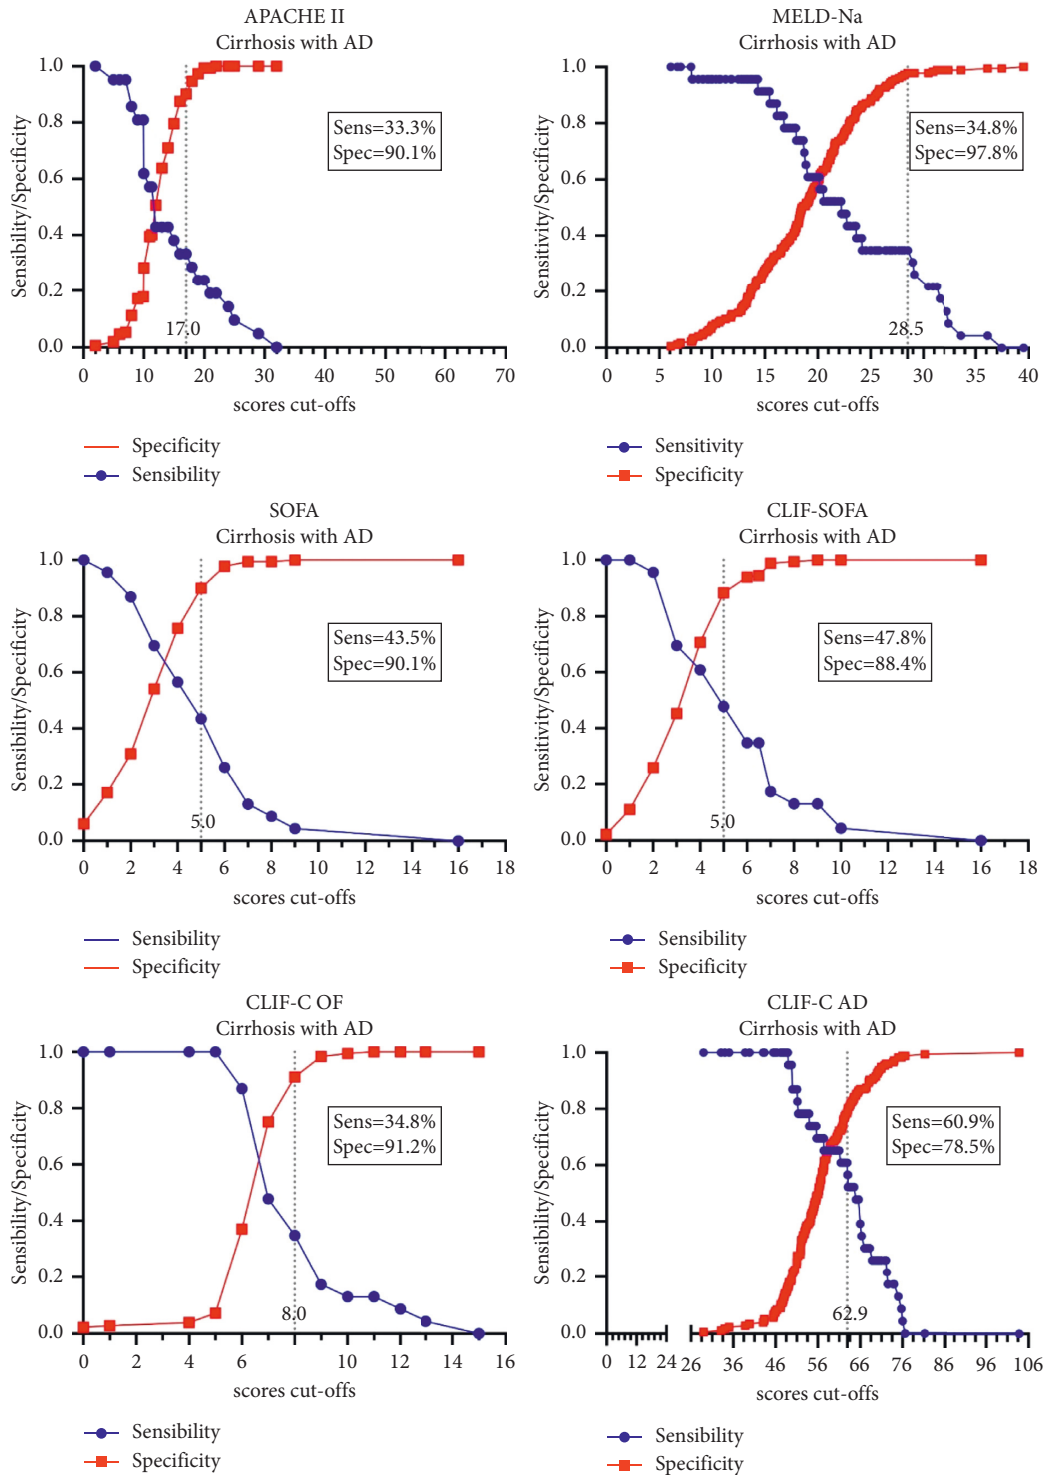 APACHE II
Cirrhosis with AD
Sensibility/Specificity
1.0
0.8
0.6
0.4
0.2
0.0
Sens=33.3%
Spec=90.1%
17.0
0 10 20 30 40 50 60 70
scores cut-offs
Specificity
Sensibility
MELD-Na
Cirrhosis with AD
Sensitivity/Specificity
1.0
0.8
0.6
0.4
0.2
0.0
Sens=34.8%
Spec=97.8%
28.5
0 5 10 15 20 25 30 35 40
scores cut-offs
Sensitivity
Specificity
SOFA
Cirrhosis with AD
Sensibility/Specificity
1.0
0.8
0.6
0.4
0.2
0.0
Sens=43.5%
Spec=90.1%
5.0
0 2 4 6 8 10 12 14 16 18
scores cut-offs
Sensibility
Specificity
CLIF-SOFA
Cirrhosis with AD
Sensitivity/Specificity
1.0
0.8
0.6
0.4
0.2
0.0
Sens=47.8%
Spec=88.4%
5.0
0 2 4 6 8 10 12 14 16 18
scores cut-offs
Sensibility
Specificity
CLIF-C OF
Cirrhosis with AD
Sensibility/Specificity
1.0
0.8
0.6
0.4
0.2
0.0
Sens=34.8%
Spec=91.2%
8.0
0 2 4 6 8 10 12 14 16
scores cut-offs
Sensibility
Specificity
CLIF-C AD
Cirrhosis with AD
Sensibility/Specificity
1.0
0.8
0.6
0.4
0.2
0.0
Sens=60.9%
Spec=78.5%
62.9
0 12 24 26 36 46 56 66 76 86 96 106
scores cut-offs
Sensibility
Specificity